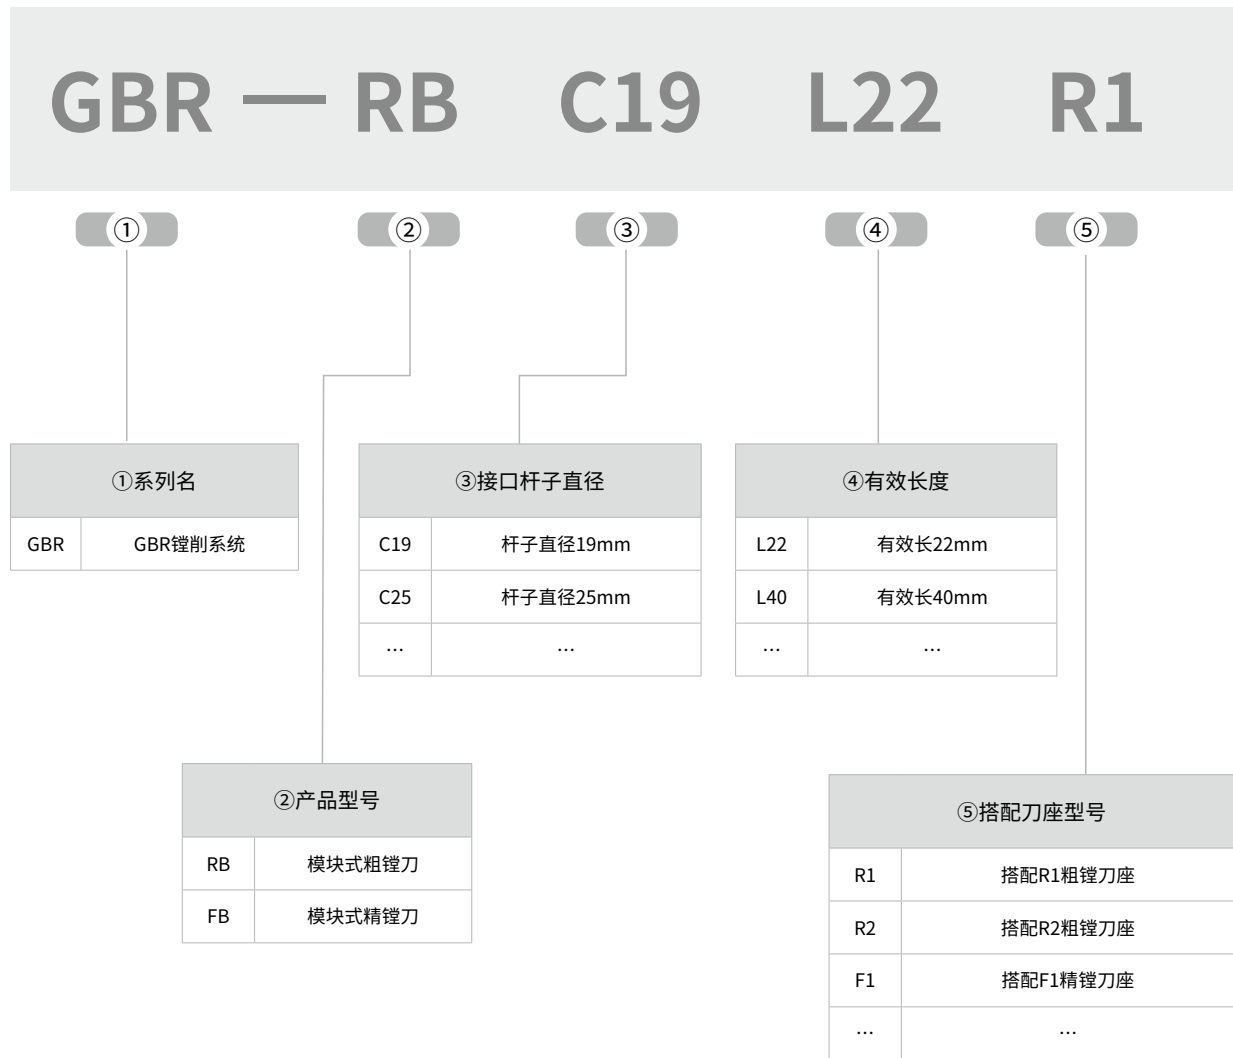 GBR — RB C19 L22 R1
① ② ③ ④ ⑤
①系列名
GBR GBR镗削系统
③接口杆子直径
C19 杆子直径19mm
C25 杆子直径25mm
… …
④有效长度
L22 有效长22mm
L40 有效长40mm
… …
②产品型号
RB 模块式粗镗刀
FB 模块式精镗刀
⑤搭配刀座型号
R1 搭配R1粗镗刀座
R2 搭配R2粗镗刀座
F1 搭配F1精镗刀座
… …